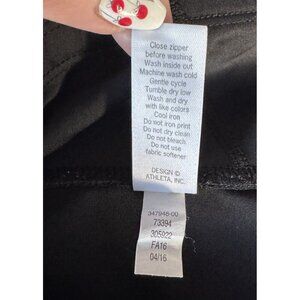 Close zipper
before washing
Wash inside out
Machine wash cold
Gentle cycle
Tumble dry low
Wash and dry
with like colors
Cool iron
Do not iron print
Do not dry clean
Do not bleach
Do not use
fabric softener
DESIGN ©
ATHLETA, INC.
347948-00
73394
305922
FA16
04/16